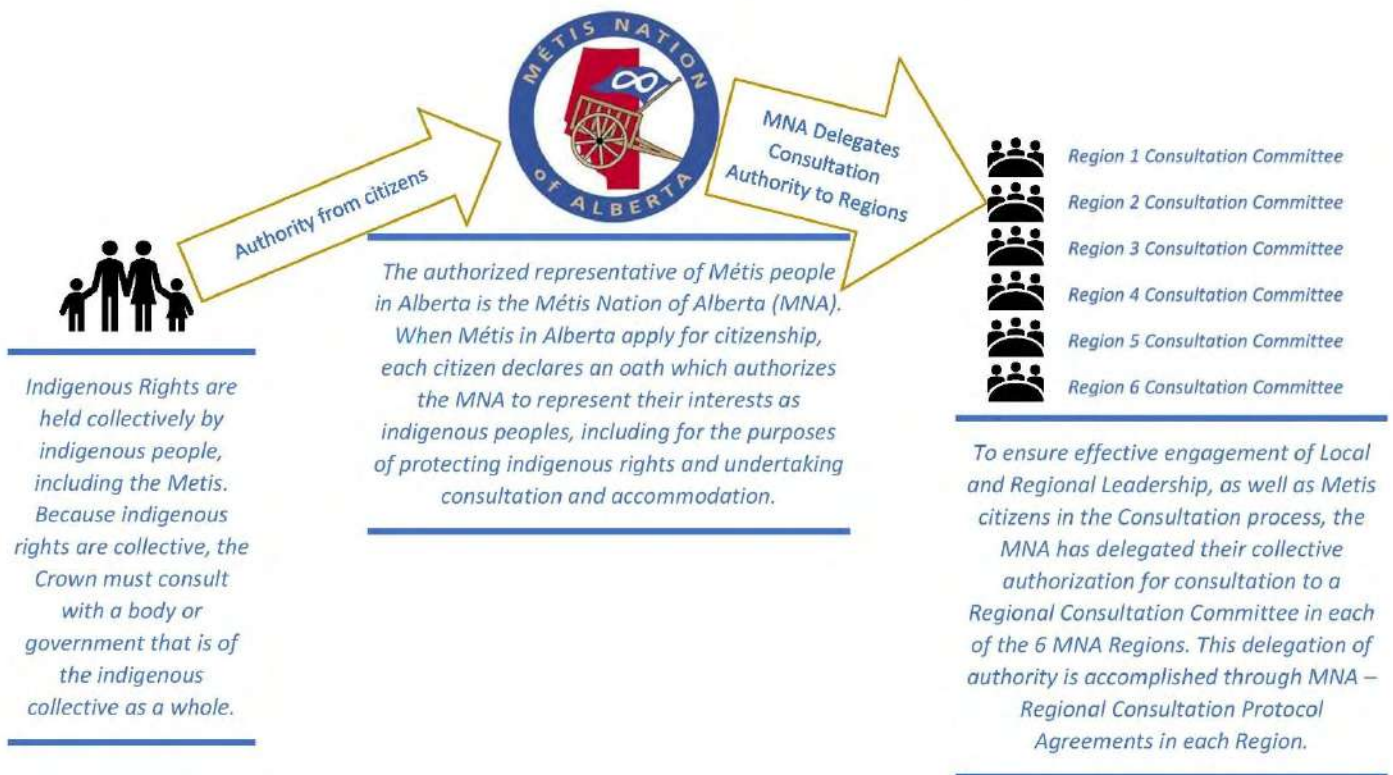 MÉTIS NATION
of ALBERTA
Authority from citizens
MNA Delegates
Consultation
Authority to Regions
Indigenous Rights are
held collectively by
indigenous people,
including the Metis.
Because indigenous
rights are collective, the
Crown must consult
with a body or
government that is of
the indigenous
collective as a whole.
The authorized representative of Métis people
in Alberta is the Métis Nation of Alberta (MNA).
When Métis in Alberta apply for citizenship,
each citizen declares an oath which authorizes
the MNA to represent their interests as
indigenous peoples, including for the purposes
of protecting indigenous rights and undertaking
consultation and accommodation.
Region 1 Consultation Committee
Region 2 Consultation Committee
Region 3 Consultation Committee
Region 4 Consultation Committee
Region 5 Consultation Committee
Region 6 Consultation Committee
To ensure effective engagement of Local
and Regional Leadership, as well as Metis
citizens in the Consultation process, the
MNA has delegated their collective
authorization for consultation to a
Regional Consultation Committee in each
of the 6 MNA Regions. This delegation of
authority is accomplished through MNA –
Regional Consultation Protocol
Agreements in each Region.